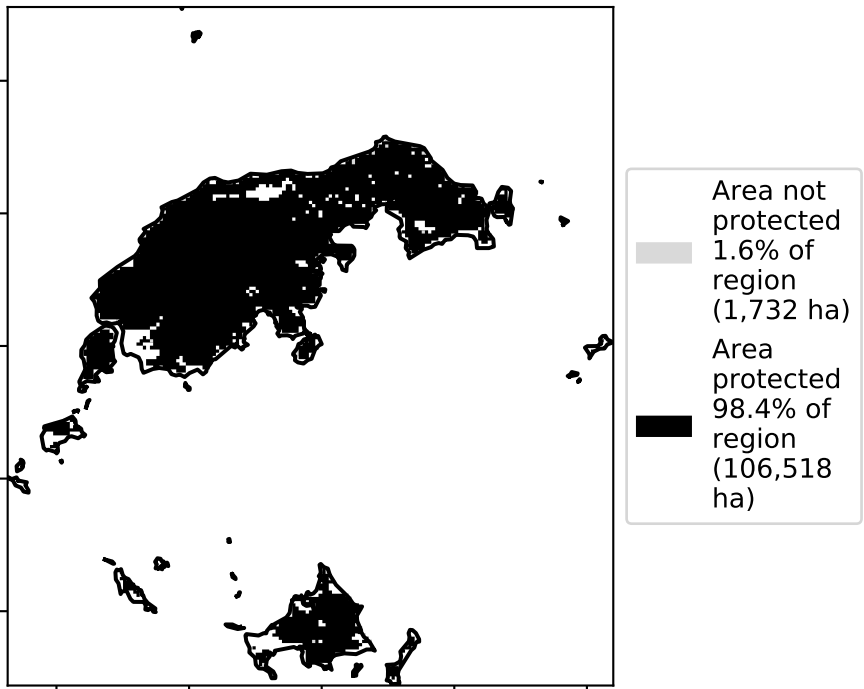 Area not
protected
1.6% of
region
(1,732 ha)
Area
protected
98.4% of
region
(106,518
ha)